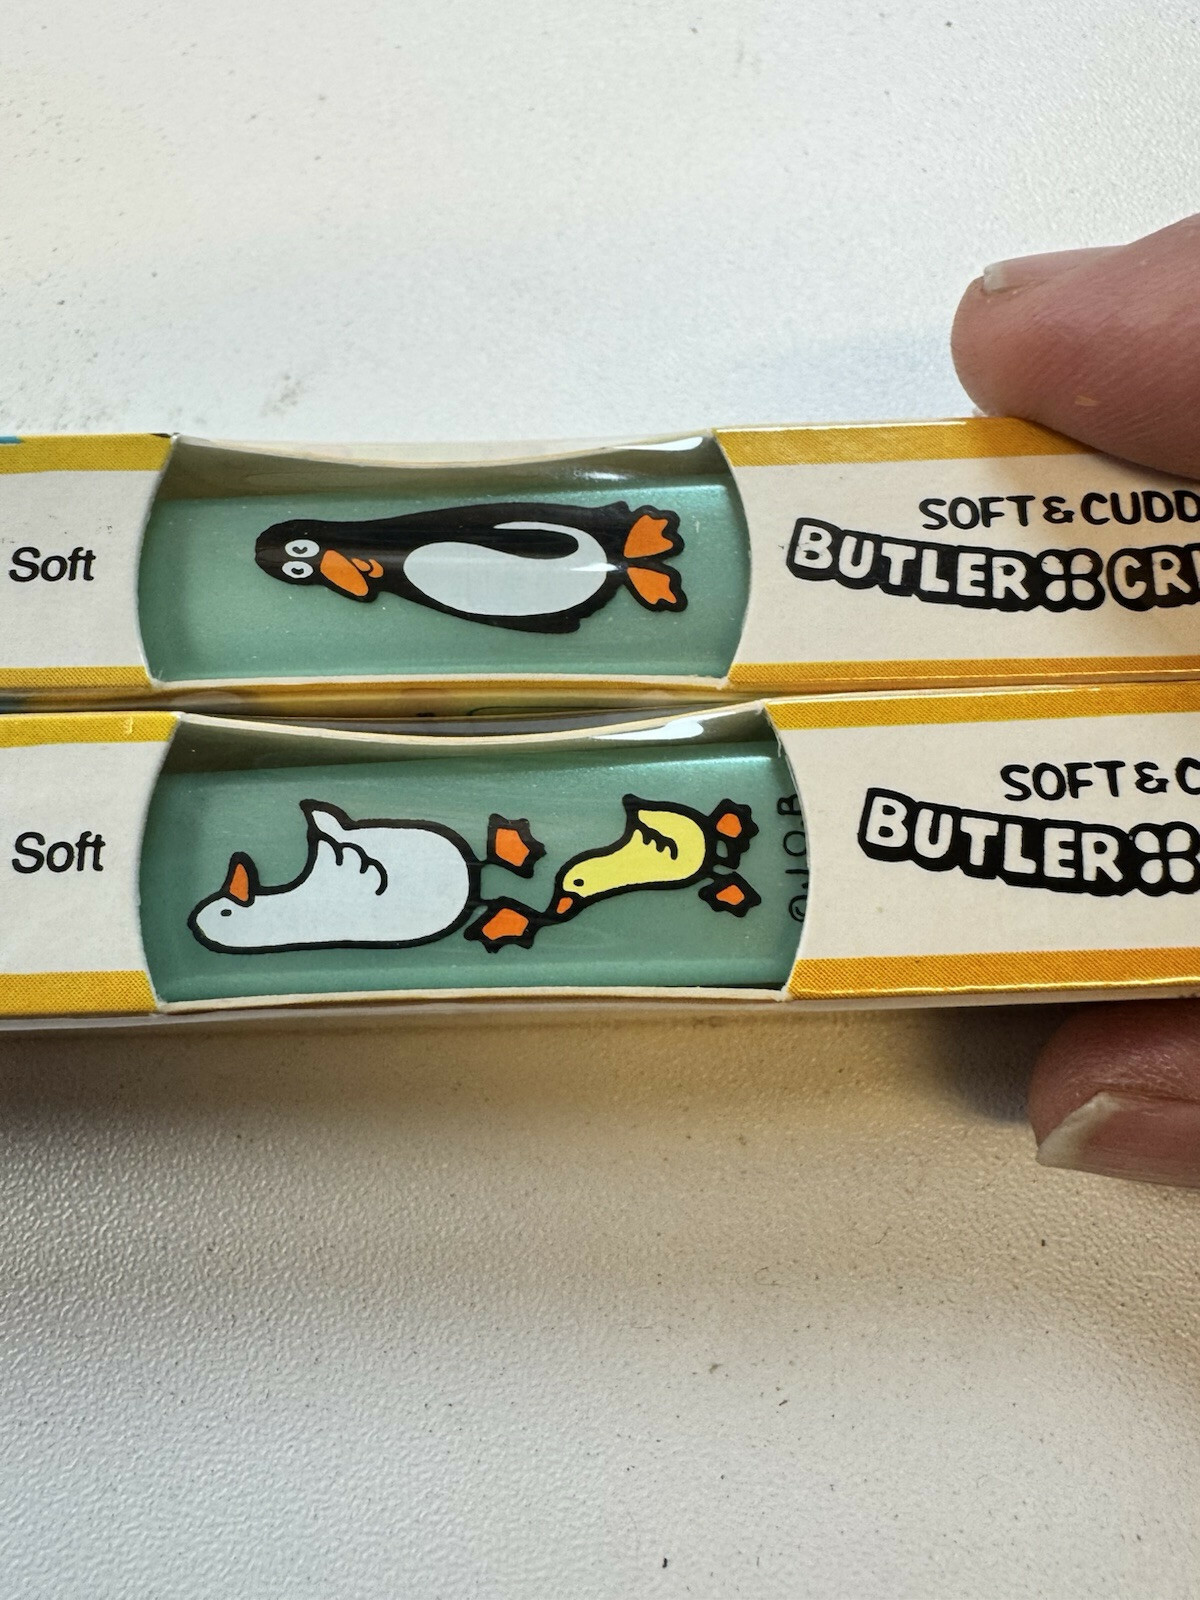 Soft
SOFT & CUDD
BUTLER CR
Soft
©J.O.B
SOFT & C
BUTLER